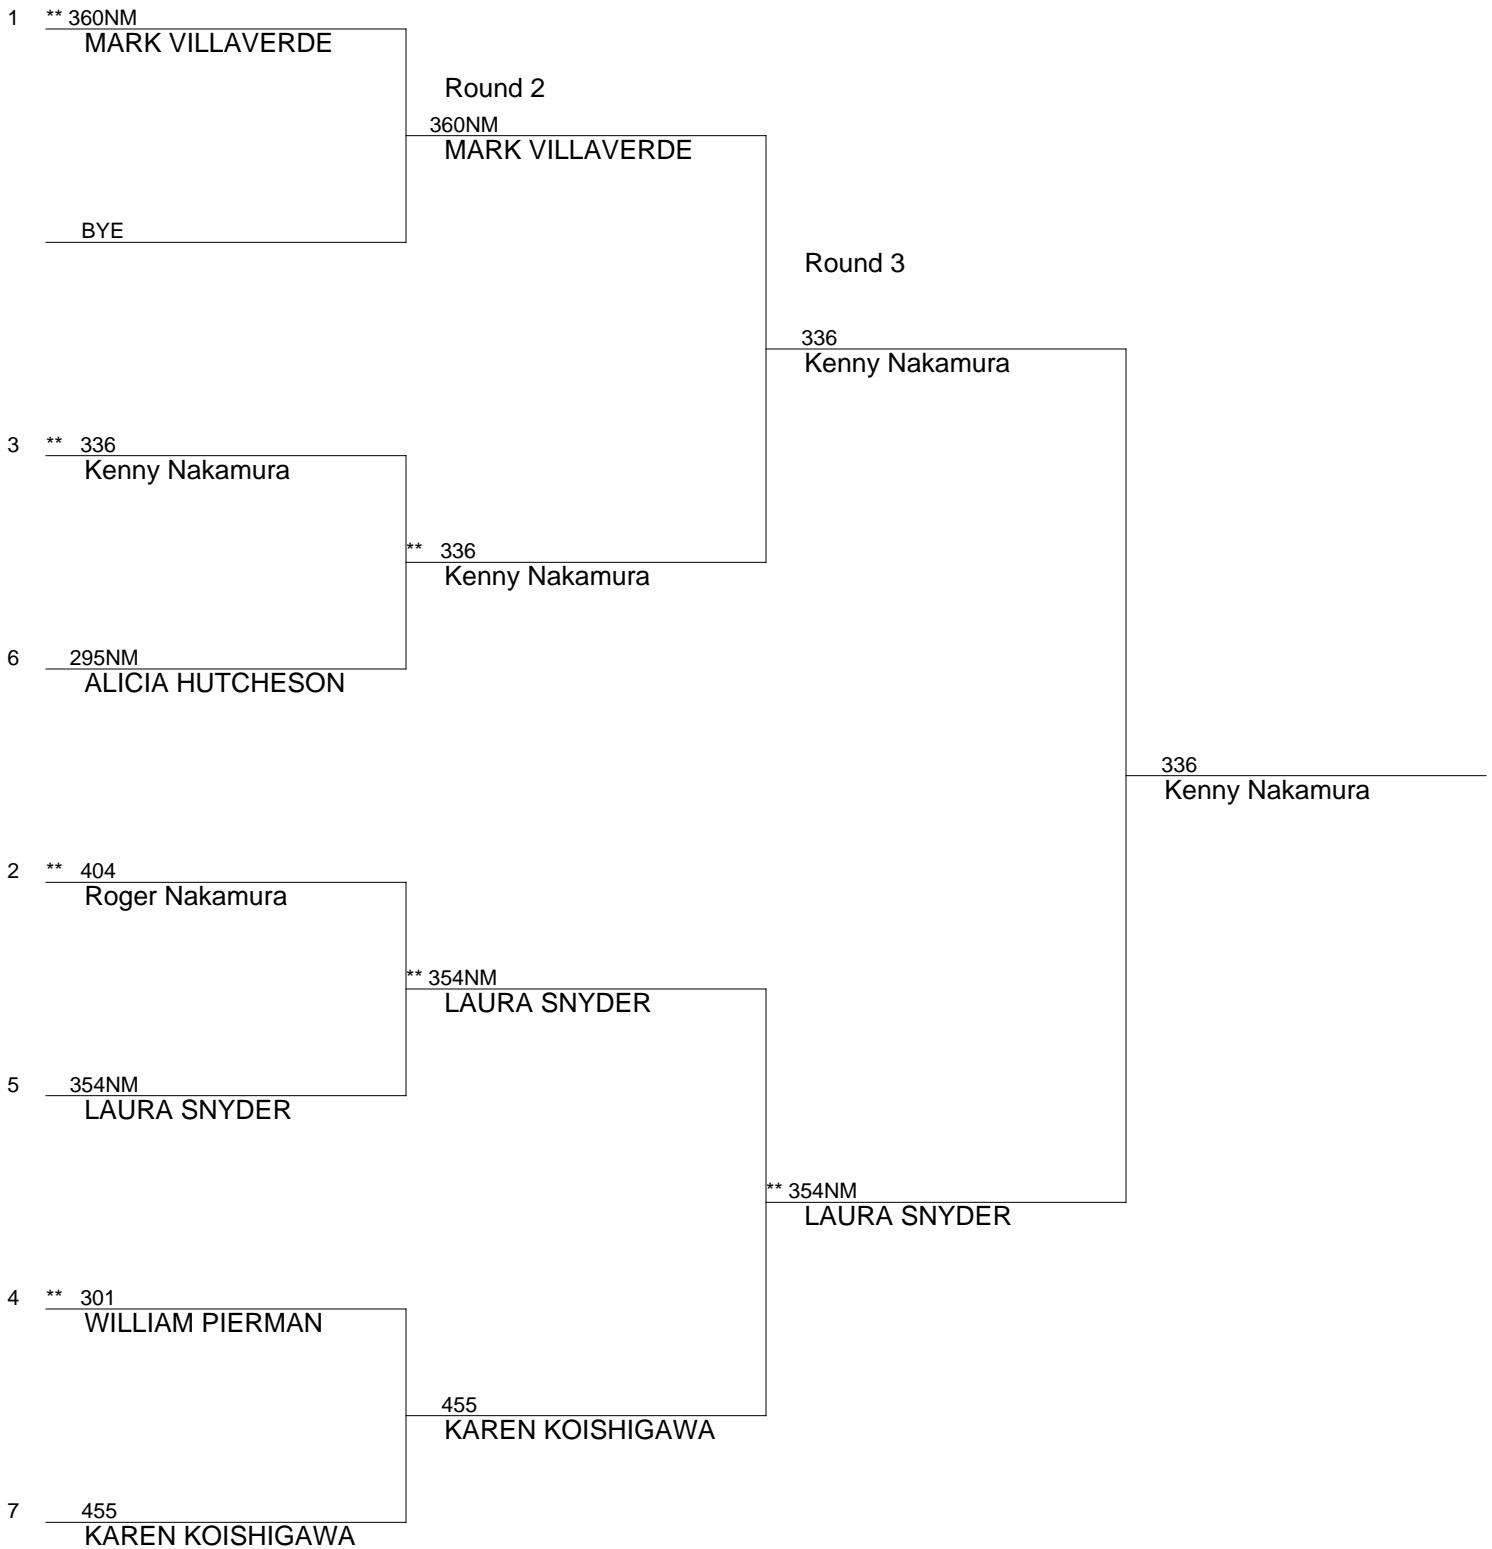 1 ** 360NM
MARK VILLAVERDE
Round 2
360NM
MARK VILLAVERDE
BYE
Round 3
336
Kenny Nakamura
3 ** 336
Kenny Nakamura
** 336
Kenny Nakamura
6 295NM
ALICIA HUTCHESON
336
Kenny Nakamura
2 ** 404
Roger Nakamura
** 354NM
LAURA SNYDER
5 354NM
LAURA SNYDER
** 354NM
LAURA SNYDER
4 ** 301
WILLIAM PIERMAN
455
KAREN KOISHIGAWA
7 455
KAREN KOISHIGAWA